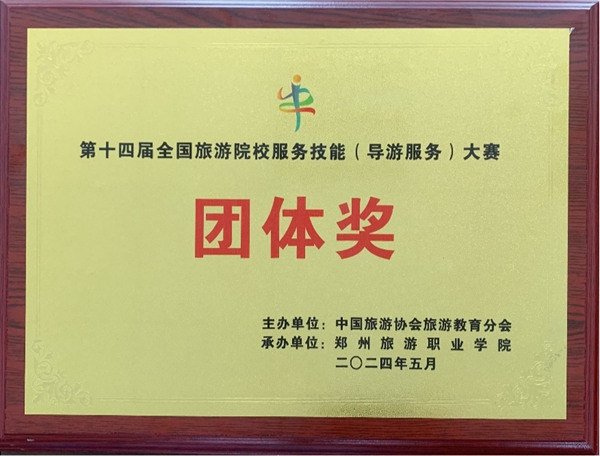 第十四届全国旅游院校服务技能（导游服务）大赛
团体奖
主办单位：中国旅游协会旅游教育分会
承办单位：郑州旅游职业学院
二〇二四年五月